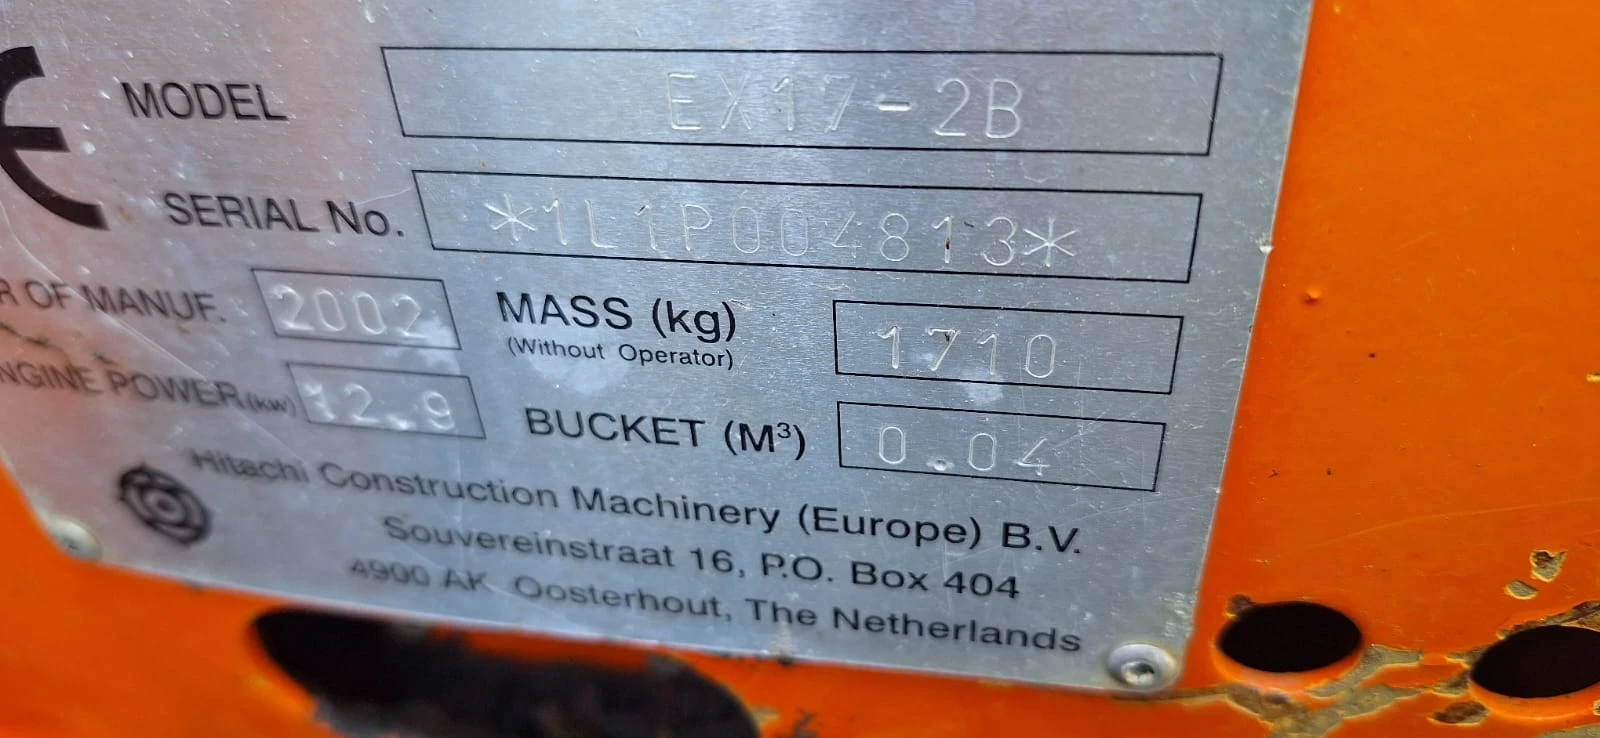 CE
MODEL EX17-2B
SERIAL No. *1L1P004813*
R OF MANUF. 2002 MASS (kg) 1710
(Without Operator)
NGINE POWER (kw) 12.9 BUCKET (M³) 0.04
Hitachi Construction Machinery (Europe) B.V.
Souvereinstraat 16, P.O. Box 404
4900 AK Oosterhout, The Netherlands